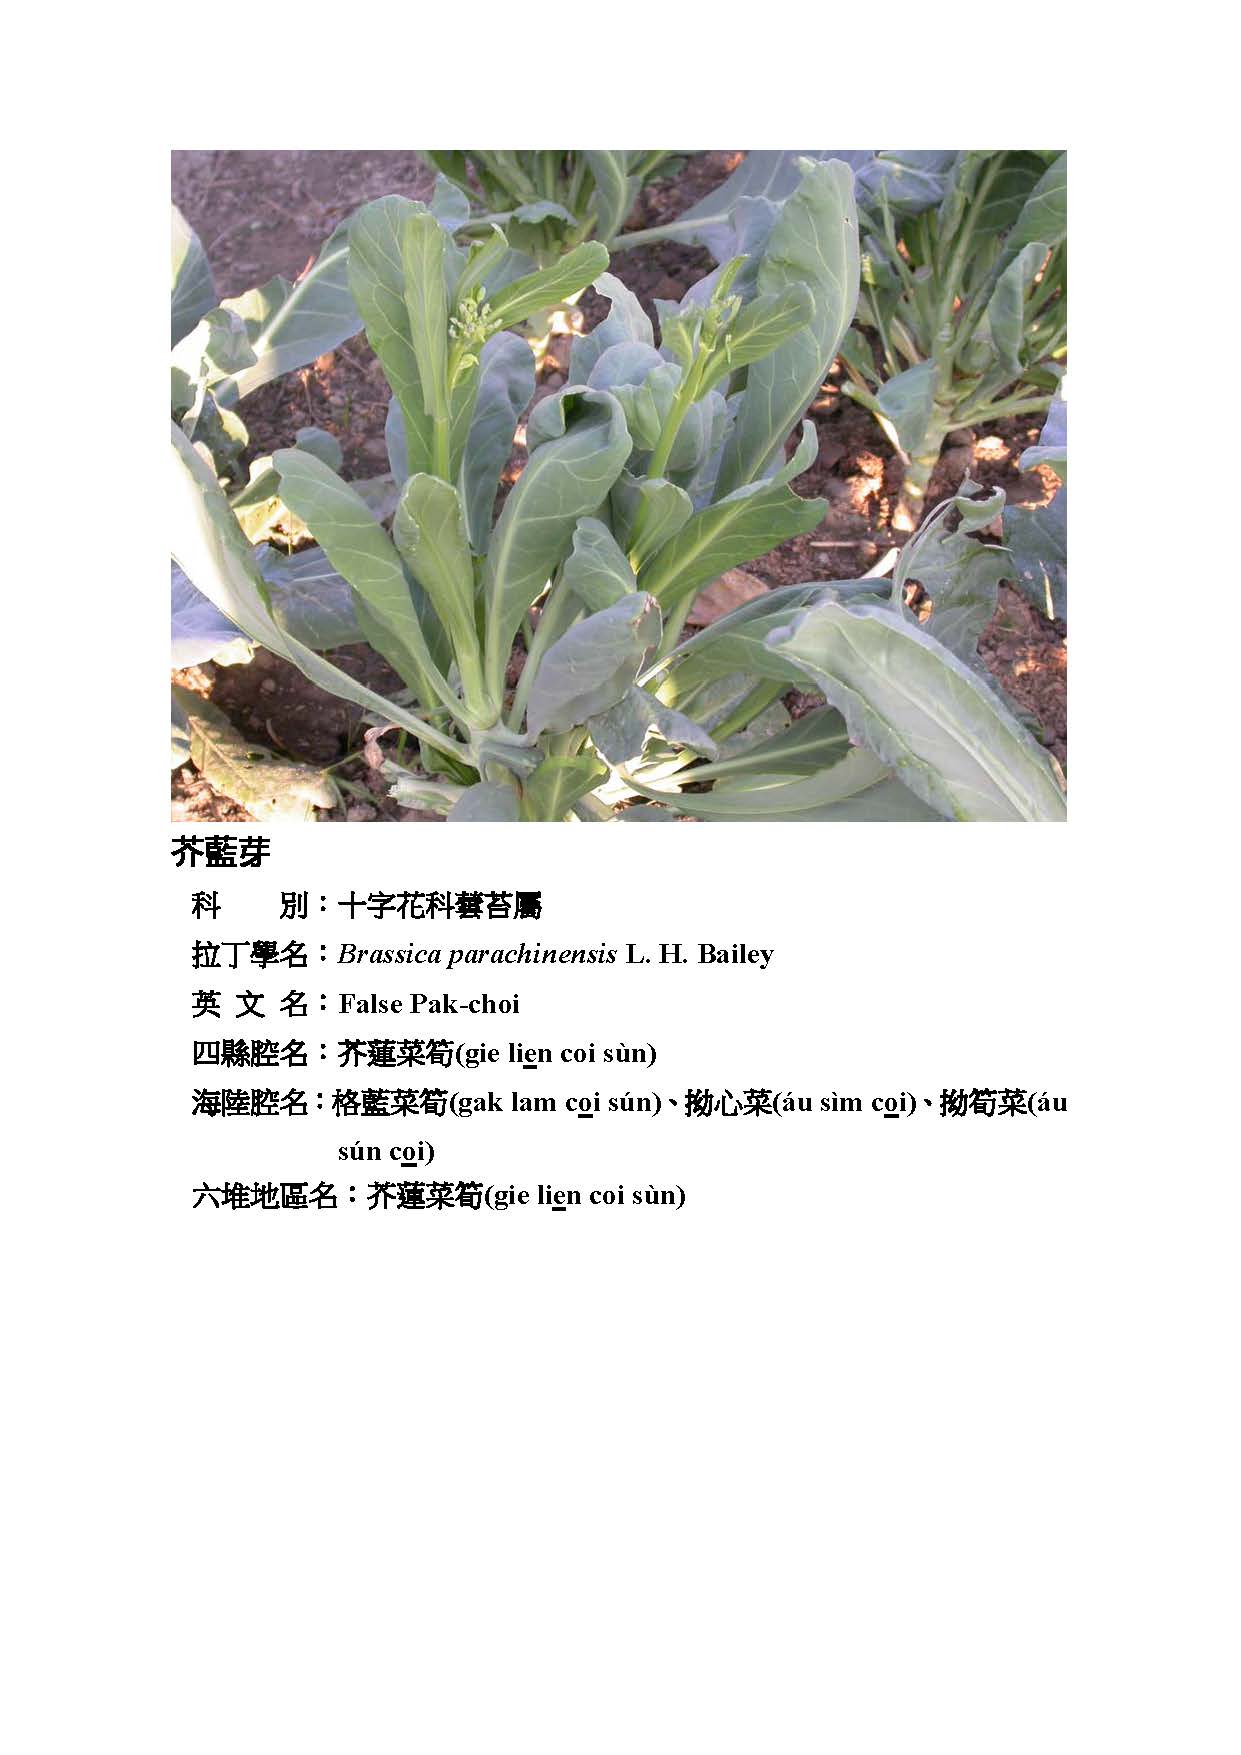 芥藍芽
科　　別：十字花科蕓苔屬
拉丁學名：Brassica parachinensis L. H. Bailey
英 文 名：False Pak-choi
四縣腔名：芥蓮菜筍(gie lien coi sùn)
海陸腔名：格藍菜筍(gak lam coi sún)、拗心菜(áu sìm coi)、拗筍菜(áu
sún coi)
六堆地區名：芥蓮菜筍(gie lien coi sùn)